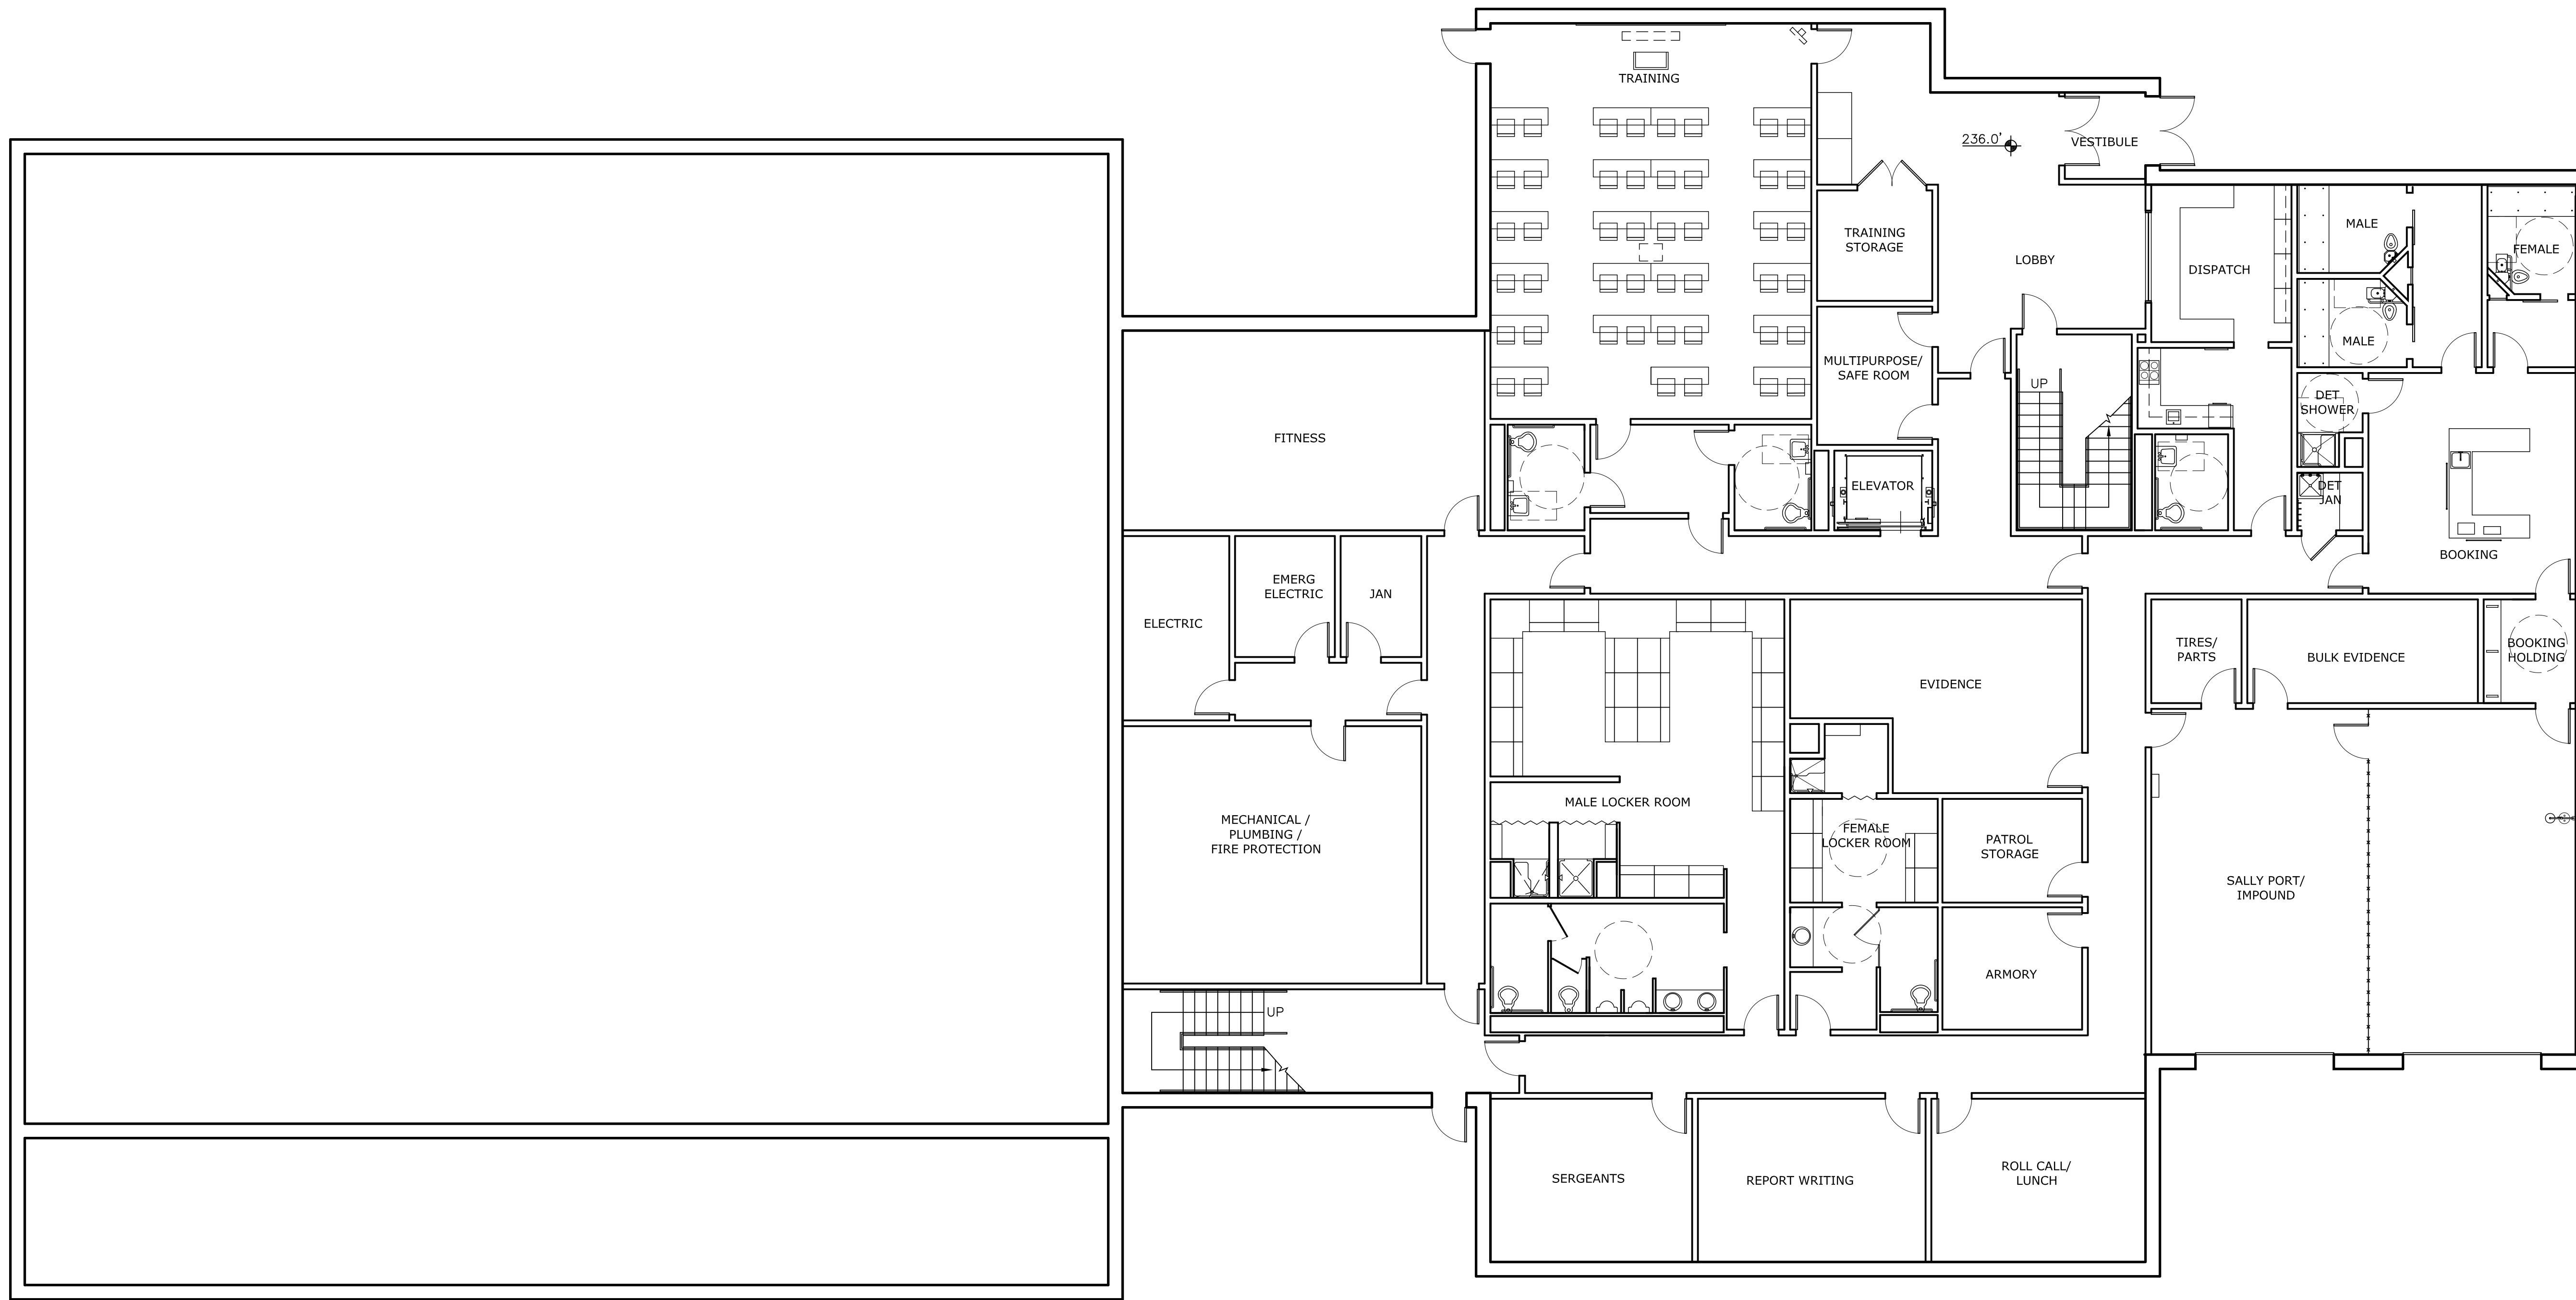 TRAINING
236.0'
VESTIBULE
TRAINING
STORAGE
LOBBY
DISPATCH
MALE
FEMALE
MALE
MULTIPURPOSE/
SAFE ROOM
UP
DET
SHOWER
FITNESS
ELEVATOR
DET
JAN
BOOKING
ELECTRIC
EMERG
ELECTRIC
JAN
TIRES/
PARTS
BULK EVIDENCE
BOOKING
HOLDING
EVIDENCE
MALE LOCKER ROOM
MECHANICAL /
PLUMBING /
FIRE PROTECTION
FEMALE
LOCKER ROOM
PATROL
STORAGE
SALLY PORT/
IMPOUND
ARMORY
UP
SERGEANTS
REPORT WRITING
ROLL CALL/
LUNCH